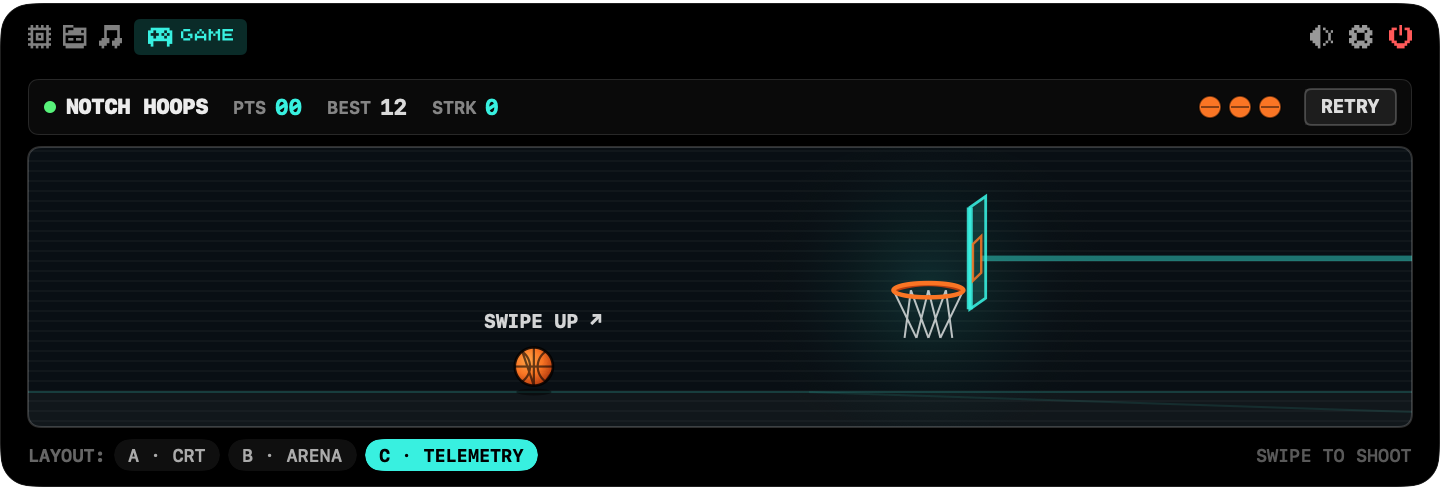 GAME
NOTCH HOOPS PTS 00 BEST 12 STRK 0 RETRY
SWIPE UP ↗
LAYOUT: A · CRT B · ARENA C · TELEMETRY SWIPE TO SHOOT